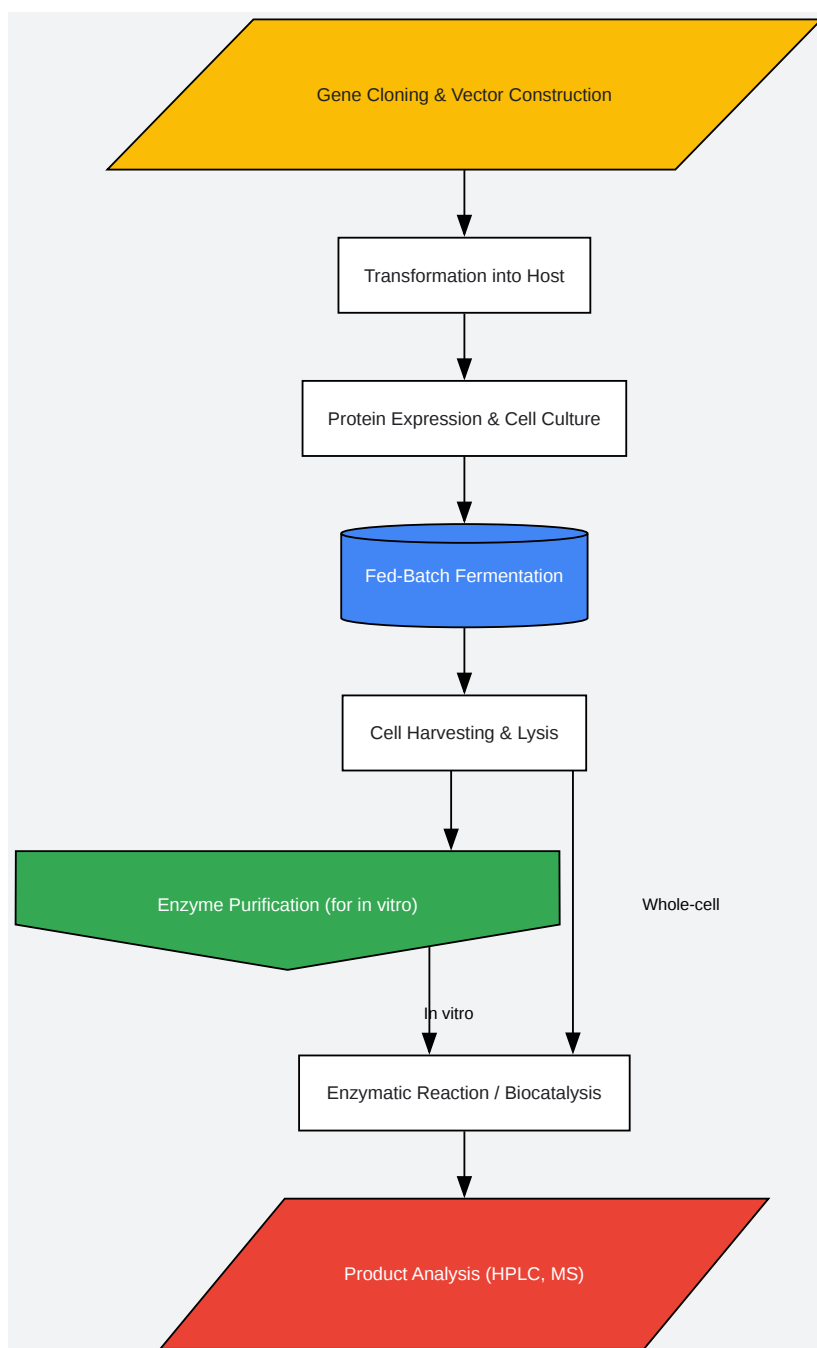 Gene Cloning & Vector Construction
Transformation into Host
Protein Expression & Cell Culture
Fed-Batch Fermentation
Cell Harvesting & Lysis
Enzyme Purification (for in vitro)
Whole-cell
In vitro
Enzymatic Reaction / Biocatalysis
Product Analysis (HPLC, MS)